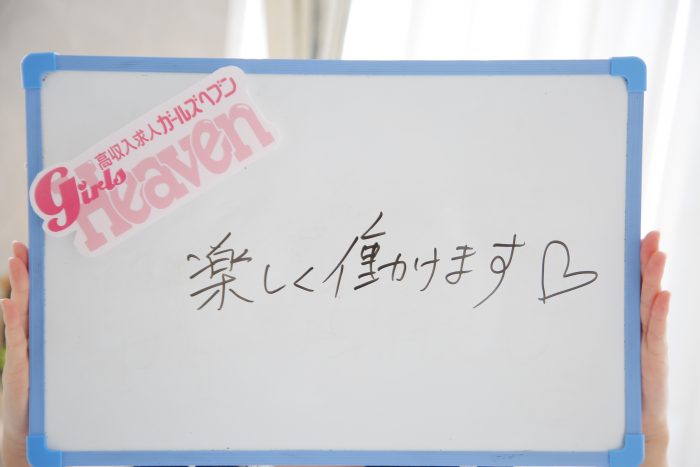 高収入求人ガールズヘブン
Girls
Heaven
楽しく働けます♡